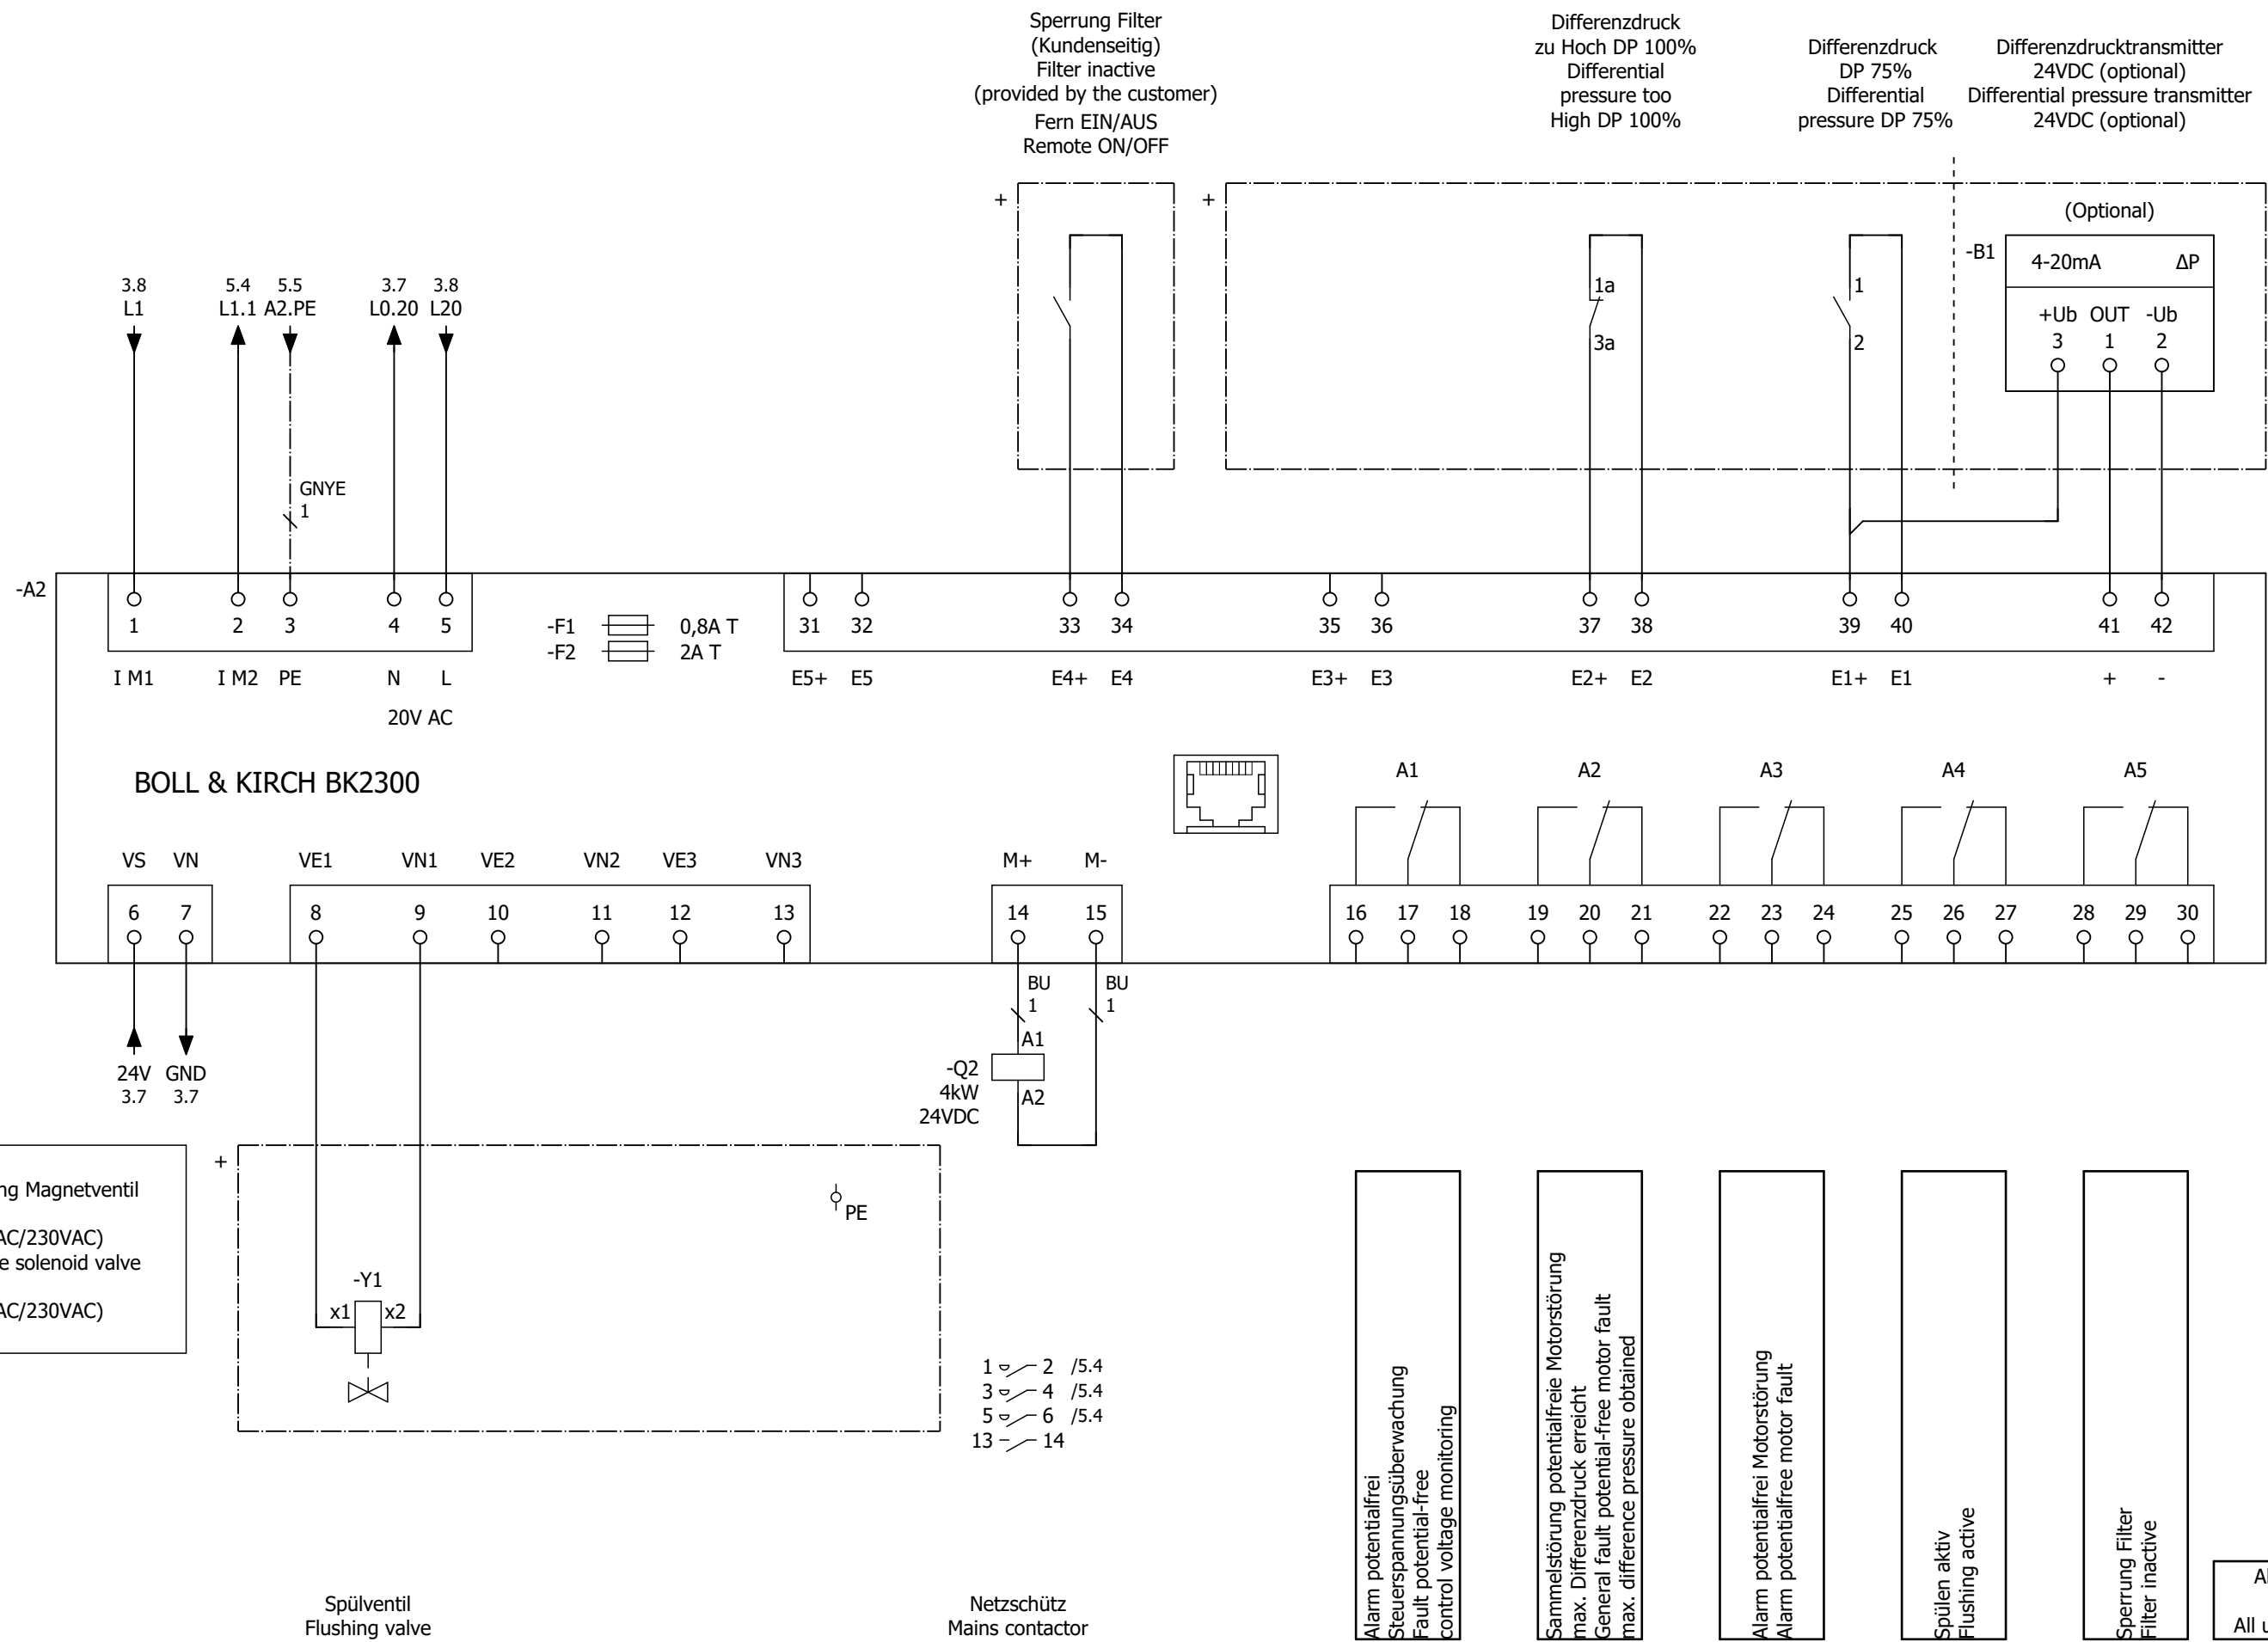 Sperrung Filter
(Kundenseitig)
Filter inactive
(provided by the customer)
Fern EIN/AUS
Remote ON/OFF
Differenzdruck
zu Hoch DP 100%
Differential
pressure too
High DP 100%
Differenzdruck
DP 75%
Differential
pressure DP 75%
Differenzdrucktransmitter
24VDC (optional)
Differential pressure transmitter
24VDC (optional)
+
+
(Optional)
-B1
4-20mA ΔP
+Ub OUT -Ub
3 1 2
3.8 5.4 5.5 3.7 3.8
L1 L1.1 A2.PE L0.20 L20
1a
3a
1
2
GNYE
1
-A2
1 2 3 4 5
I M1 I M2 PE N L
20V AC
-F1 0,8A T
-F2 2A T
31 32 33 34 35 36 37 38 39 40 41 42
E5+ E5 E4+ E4 E3+ E3 E2+ E2 E1+ E1 + -
BOLL & KIRCH BK2300
A1 A2 A3 A4 A5
VS VN VE1 VN1 VE2 VN2 VE3 VN3 M+ M-
6 7 8 9 10 11 12 13 14 15
16 17 18 19 20 21 22 23 24 25 26 27 28 29 30
BU
1
BU
1
A1
-Q2
4kW
24VDC
A2
24V GND
3.7 3.7
ng Magnetventil
AC/230VAC)
e solenoid valve
AC/230VAC)
+
PE
-Y1
x1 x2
1 2 /5.4
3 4 /5.4
5 6 /5.4
13 14
Alarm potentialfrei
Steuerspannungsüberwachung
Fault potential-free
control voltage monitoring
Sammelstörung potentialfreie Motorstörung
max. Differenzdruck erreicht
General fault potential-free motor fault
max. difference pressure obtained
Alarm potentialfrei Motorstörung
Alarm potentialfree motor fault
Spülen aktiv
Flushing active
Sperrung Filter
Filter inactive
Spülventil
Flushing valve
Netzschütz
Mains contactor
All